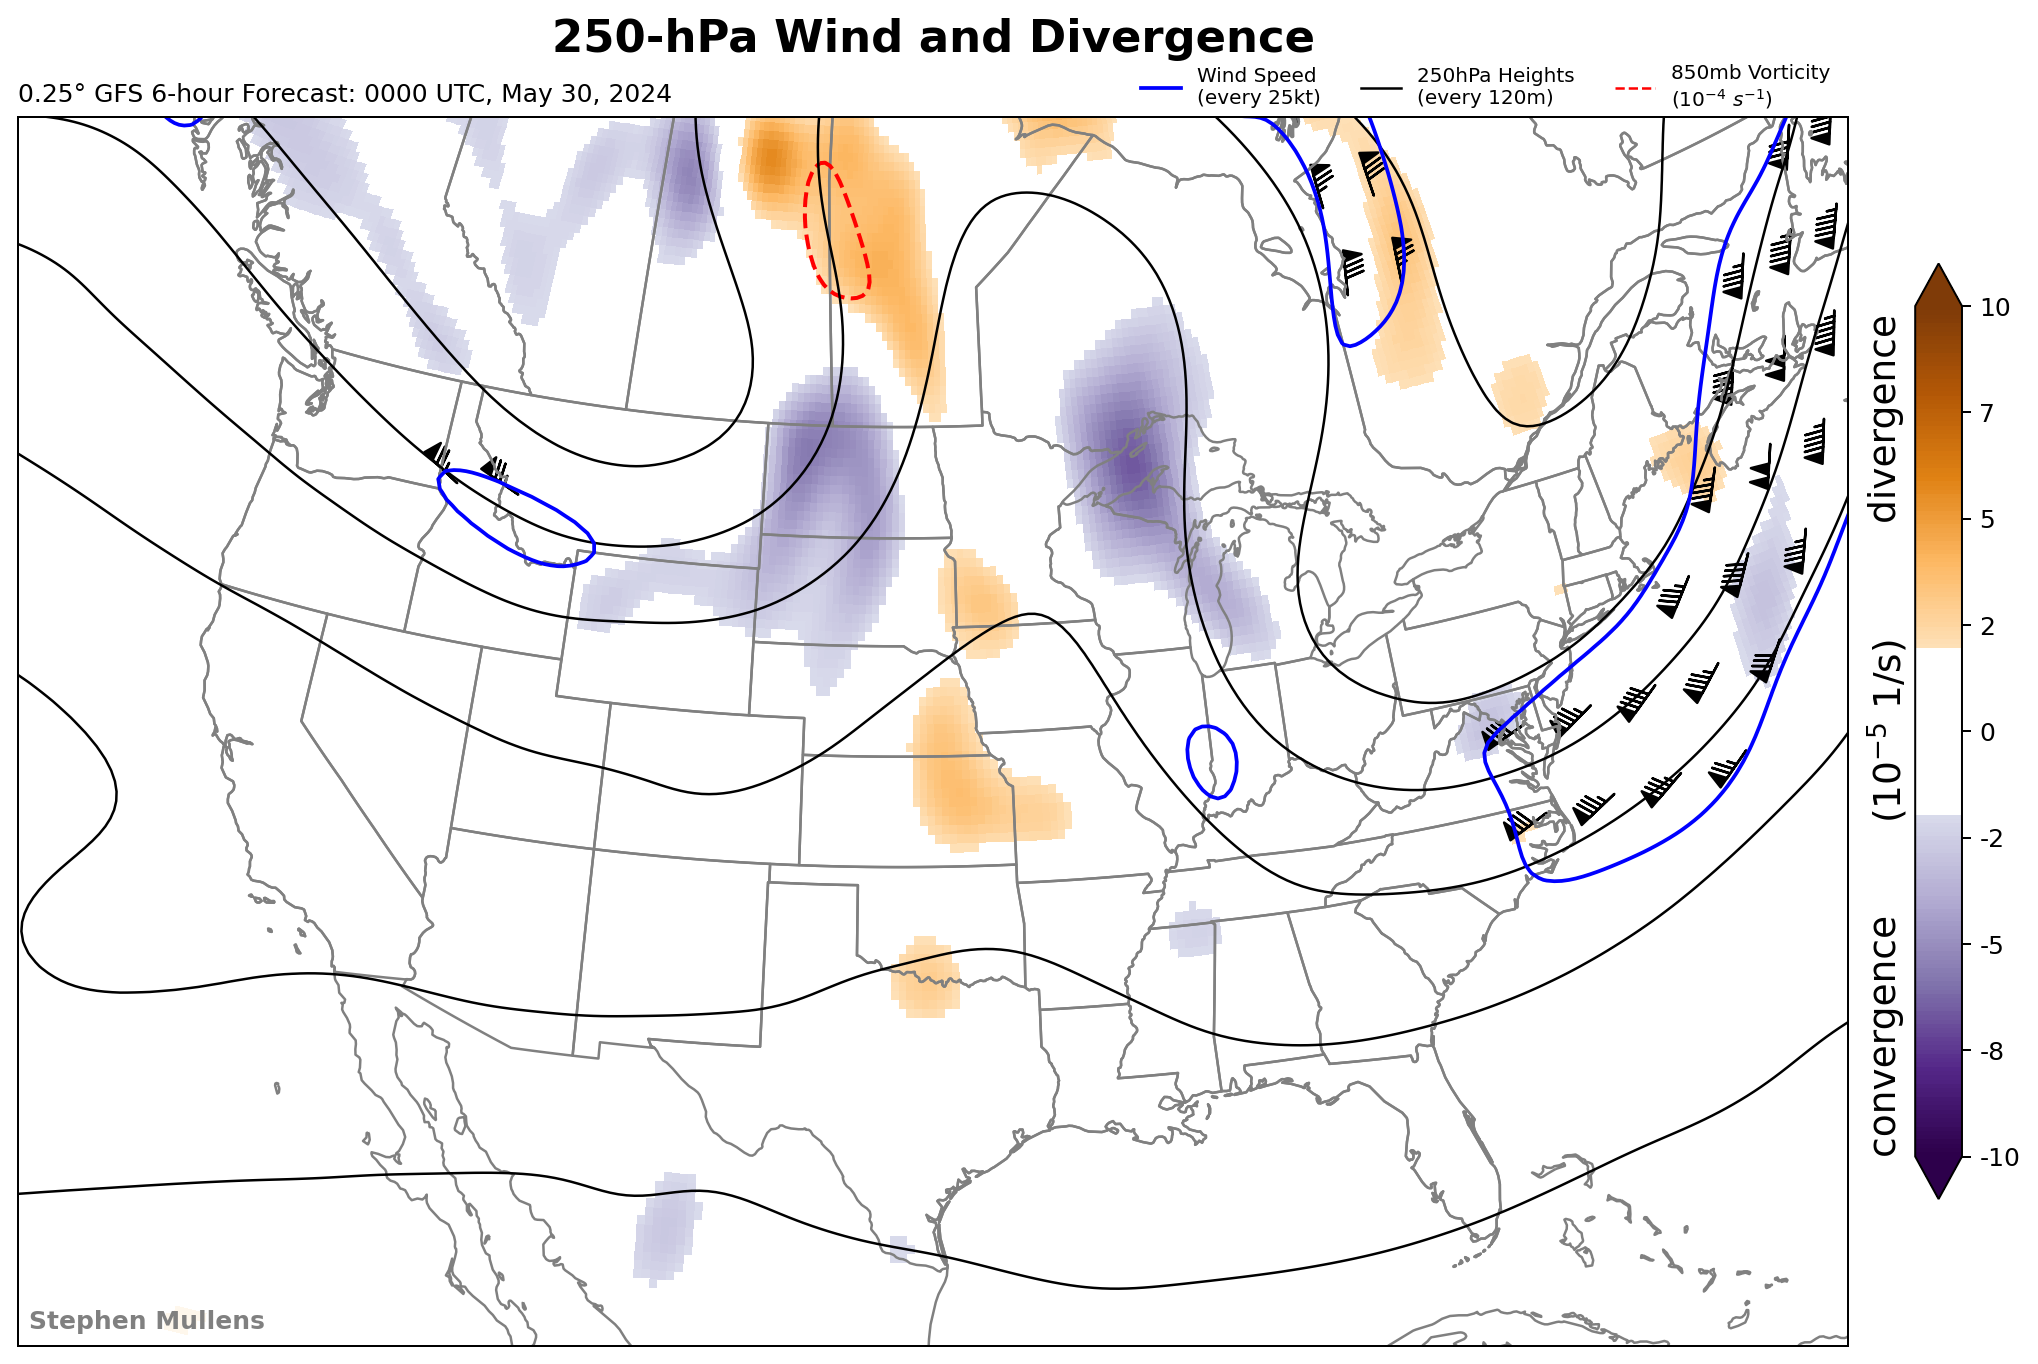 250-hPa Wind and Divergence
0.25° GFS 6-hour Forecast: 0000 UTC, May 30, 2024
Wind Speed
(every 25kt)
250hPa Heights
(every 120m)
850mb Vorticity
(10⁻⁴ s⁻¹)
10
7
5
2
0
-2
-5
-8
-10
convergence (10⁻⁵ 1/s) divergence
Stephen Mullens